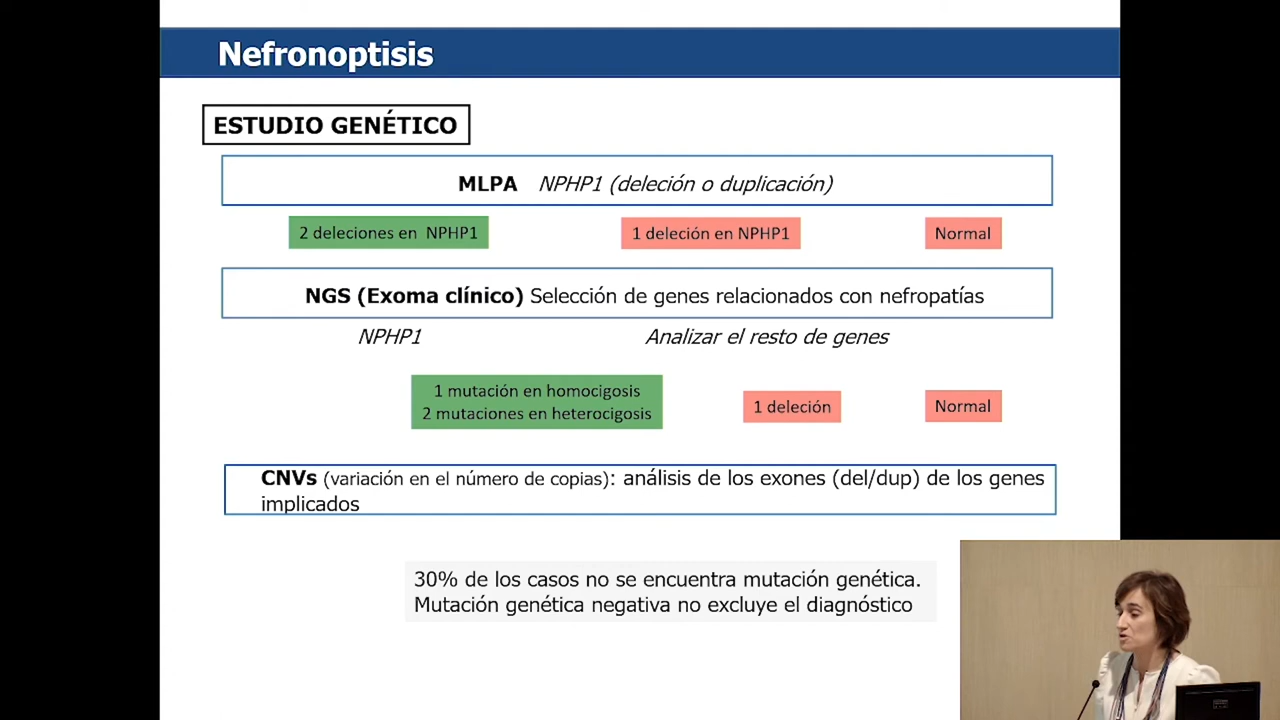 Nefronoptisis
ESTUDIO GENÉTICO
MLPA NPHP1 (deleción o duplicación)
2 deleciones en NPHP1
1 deleción en NPHP1
Normal
NGS (Exoma clínico) Selección de genes relacionados con nefropatías
NPHP1
Analizar el resto de genes
1 mutación en homocigosis
2 mutaciones en heterocigosis
1 deleción
Normal
CNVs (variación en el número de copias): análisis de los exones (del/dup) de los genes
implicados
30% de los casos no se encuentra mutación genética.
Mutación genética negativa no excluye el diagnóstico